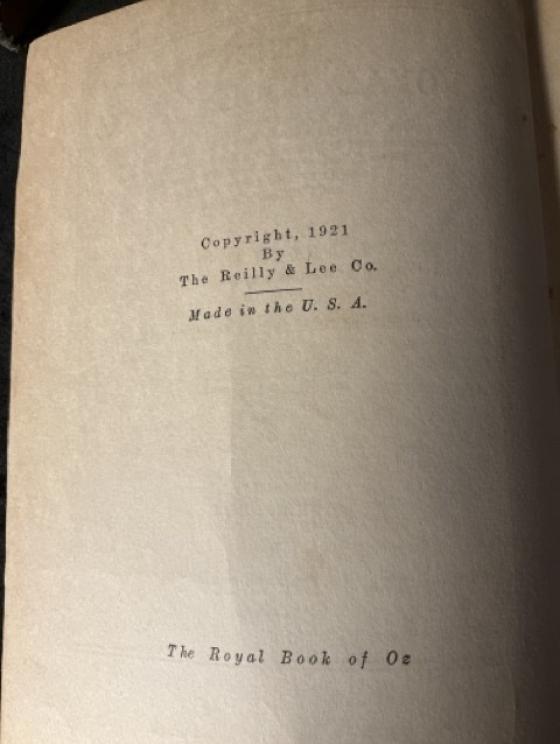 Copyright, 1921
By
The Reilly & Lee Co.
Made in the U. S. A.
The Royal Book of Oz